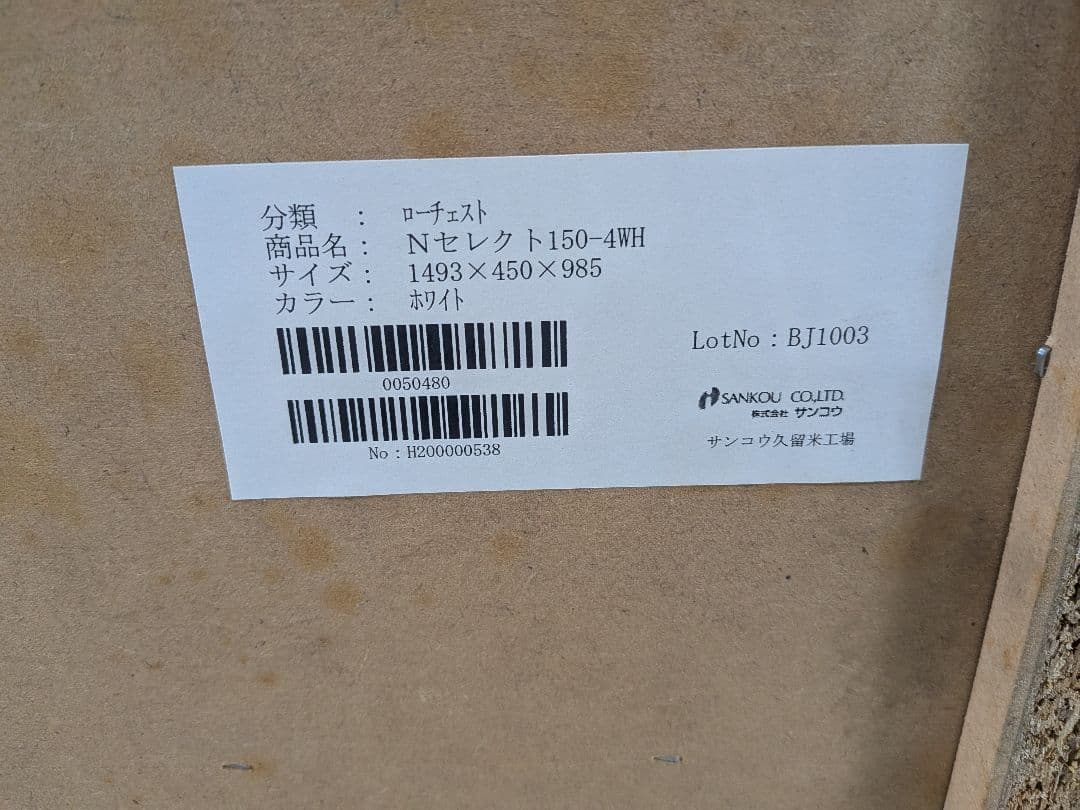 分類 : ﾛｰﾁｪｽﾄ
商品名: Nセレクト150-4WH
サイズ: 1493×450×985
カラー: ﾎﾜｲﾄ
0050480
No:H200000538
LotNo:BJ1003
SANKOU CO.,LTD.
株式会社 サンコウ
サンコウ久留米工場